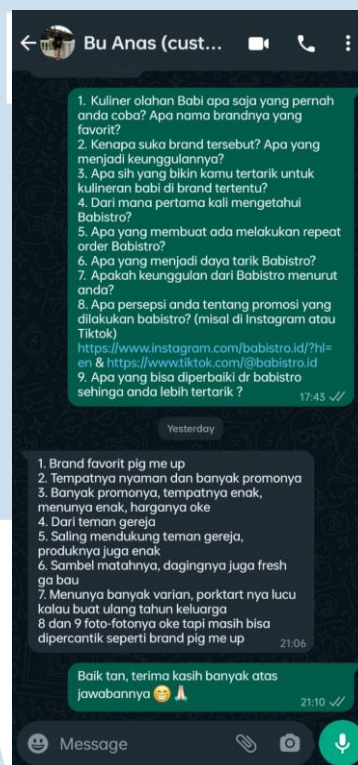 Bu Anas (cust...
1. Kuliner olahan Babi apa saja yang pernah
anda coba? Apa nama brandnya yang
favorit?
2. Kenapa suka brand tersebut? Apa yang
menjadi keunggulannya?
3. Apa sih yang bikin kamu tertarik untuk
kulineran babi di brand tertentu?
4. Dari mana pertama kali mengetahui
Babistro?
5. Apa yang membuat ada melakukan repeat
order Babistro?
6. Apa yang menjadi daya tarik Babistro?
7. Apakah keunggulan dari Babistro menurut
anda?
8. Apa persepsi anda tentang promosi yang
dilakukan babistro? (misal di Instagram atau
Tiktok)
https://www.instagram.com/babistro.id/?hl=
en & https://www.tiktok.com/@babistro.id
9. Apa yang bisa diperbaiki dr babistro
sehinga anda lebih tertarik ?
17:43
Yesterday
1. Brand favorit pig me up
2. Tempatnya nyaman dan banyak promonya
3. Banyak promonya, tempatnya enak,
menunya enak, harganya oke
4. Dari teman gereja
5. Saling mendukung teman gereja,
produknya juga enak
6. Sambel matahnya, dagingnya juga fresh
ga bau
7. Menunya banyak varian, porktart nya lucu
kalau buat ulang tahun keluarga
8 dan 9 foto-fotonya oke tapi masih bisa
dipercantik seperti brand pig me up
21:06
Baik tan, terima kasih banyak atas
jawabannya 😁🙏🏻
21:10
Message